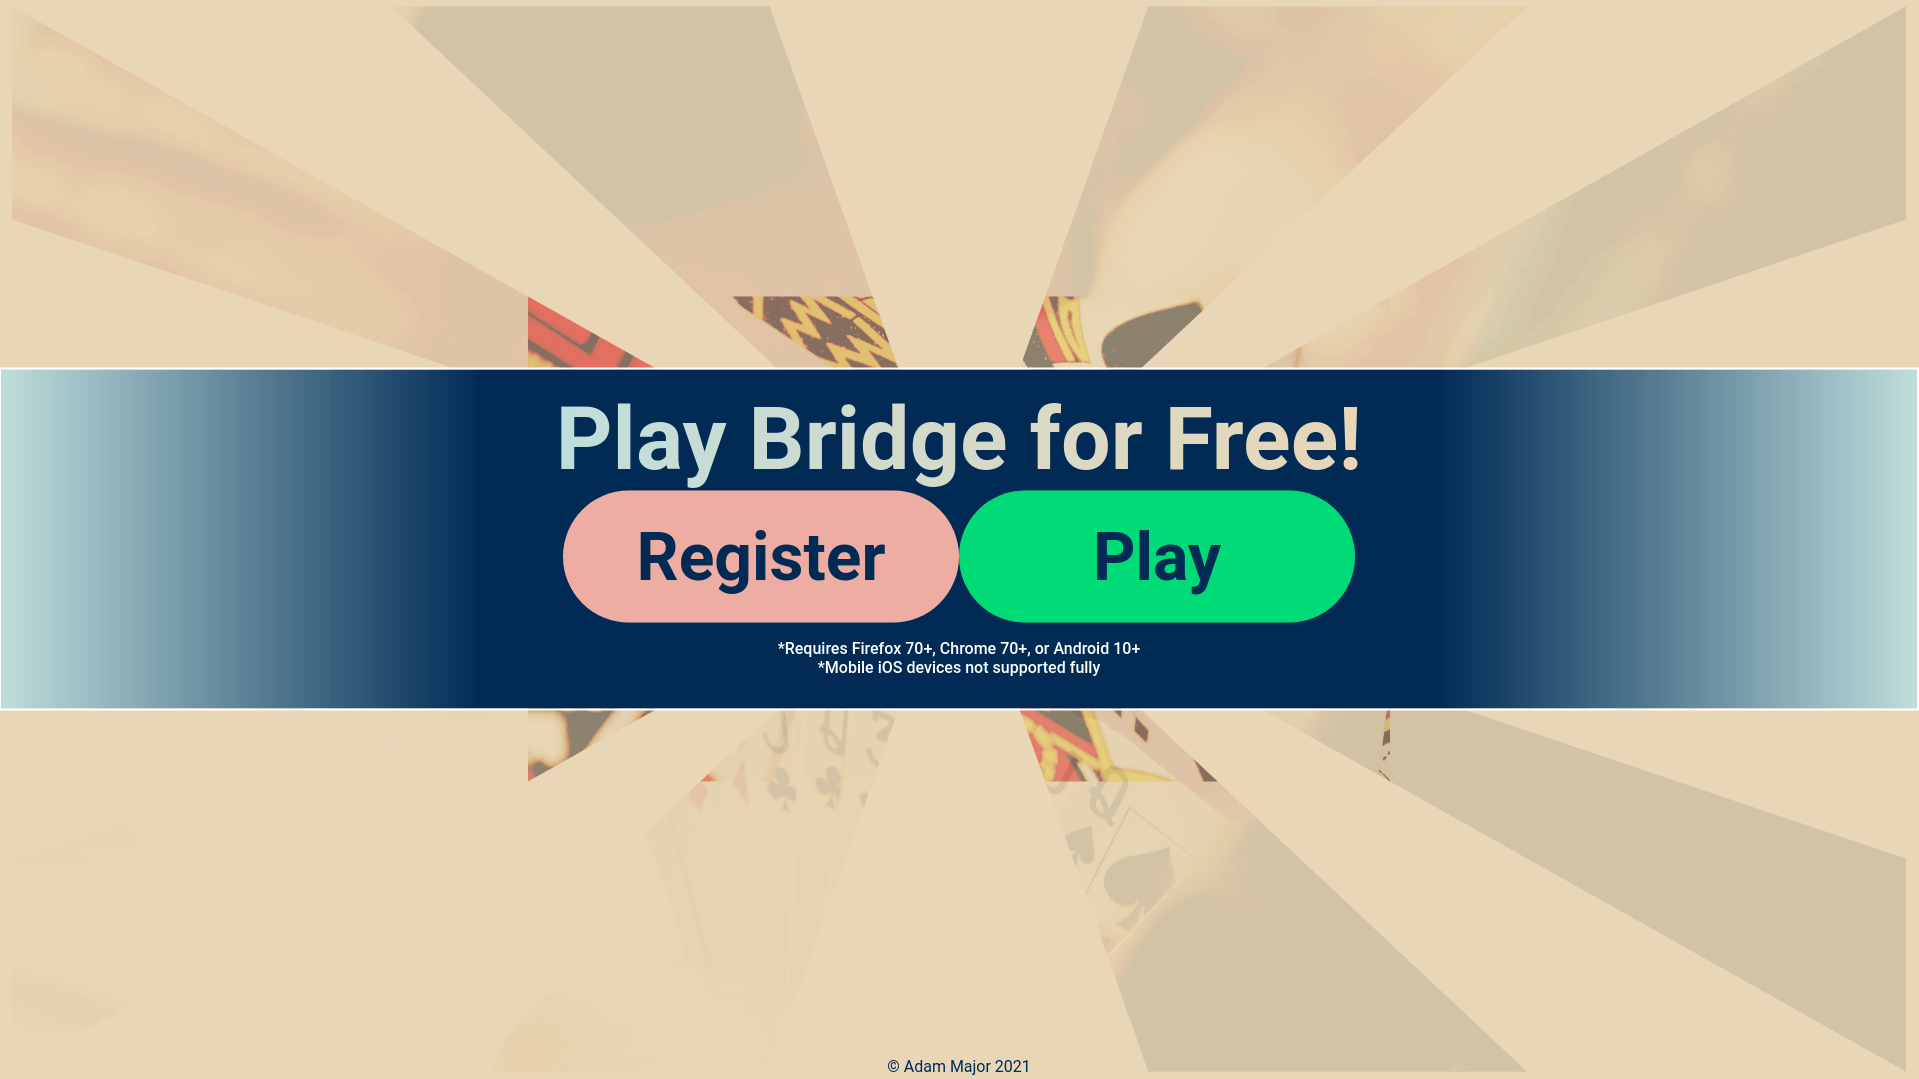 Play Bridge for Free!
Register
Play
*Requires Firefox 70+, Chrome 70+, or Android 10+
*Mobile iOS devices not supported fully
J Q
Q
© Adam Major 2021